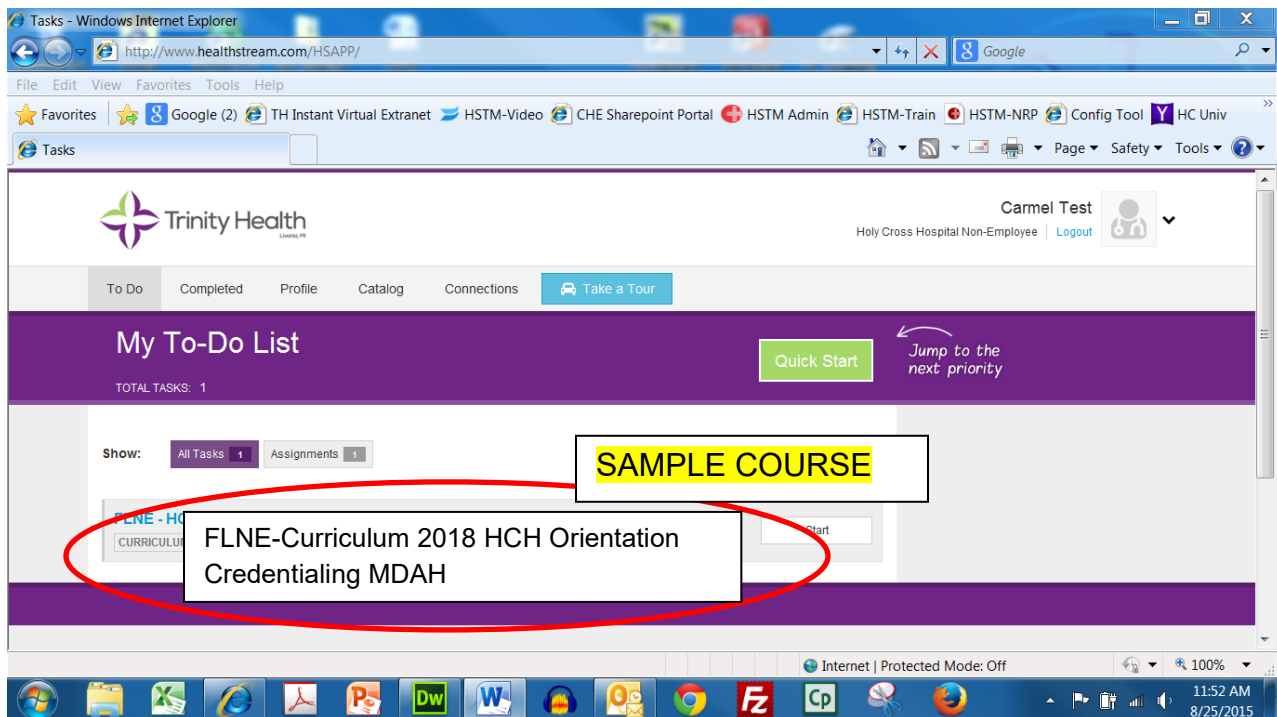 Tasks - Windows Internet Explorer
http://www.healthstream.com/HSAPP/
Google
File Edit View Favorites Tools Help
Favorites Google (2) TH Instant Virtual Extranet HSTM-Video CHE Sharepoint Portal HSTM Admin HSTM-Train HSTM-NRP Config Tool HC Univ
Tasks
Page Safety Tools
Trinity Health
Livonia, MI
Carmel Test
Holy Cross Hospital Non-Employee | Logout
To Do Completed Profile Catalog Connections Take a Tour
My To-Do List
TOTAL TASKS: 1
Quick Start
Jump to the
next priority
Show: All Tasks 1 Assignments 1
SAMPLE COURSE
FLNE - HC
CURRICULUM
Start
FLNE-Curriculum 2018 HCH Orientation
Credentialing MDAH
Internet | Protected Mode: Off
100%
11:52 AM
8/25/2015